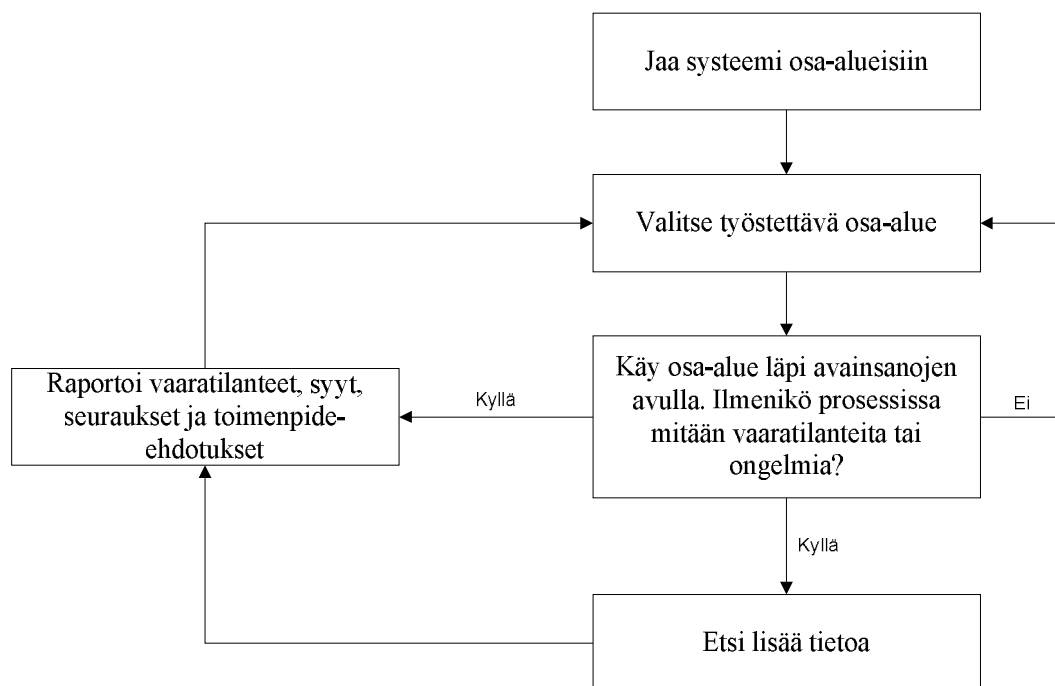 Jaa systeemi osa-alueisiin
Valitse työstettävä osa-alue
Käy osa-alue läpi avainsanojen
avulla. Ilmenikö prosessissa
mitään vaaratilanteita tai
ongelmia?
Kyllä
Ei
Raportoi vaaratilanteet, syyt,
seuraukset ja toimenpide-
ehdotukset
Kyllä
Etsi lisää tietoa